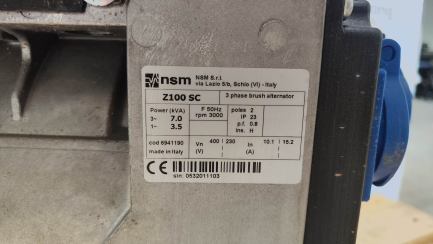 nsm NSM S.r.l.
via Lazio 5/b, Schio (VI) - Italy
Z100 SC 3 phase brush alternator
Power (kVA) F 50Hz poles 2
3~ 7.0 rpm 3000 IP 23
1~ 3.5 p.f. 0.8
Ins. H
cod 6941190 Vn 400 230 In 10.1 15.2
made in Italy (V) (A)
CE sin: 0532011103